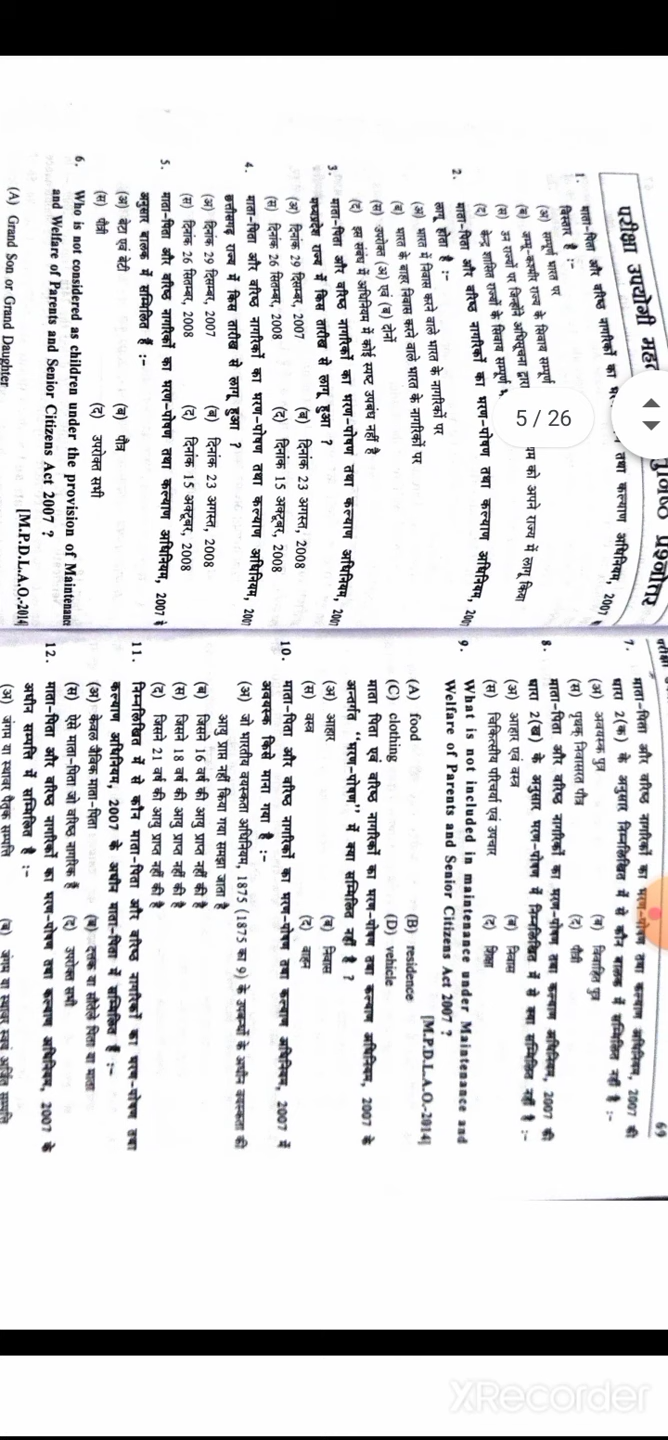 परीक्षा उपयोगी
1. माता-पिता और वरिष्ठ नागरिकों का तथा कल्याण अधिनियम, 2007
विस्तार है :-
(अ) सम्पूर्ण भारत पर
(ब) जम्मू-कश्मीर राज्य के सिवाय सम्पूर्ण
(स) उन राज्यों पर जिन्होंने अधिसूचना द्वारा को अपने राज्य में लागू किया
(द) केन्द्र शासित राज्यों के सिवाय सम्पूर्ण
2. माता-पिता और वरिष्ठ नागरिकों का भरण-पोषण तथा कल्याण अधिनियम,
लागू होता है :-
(अ) भारत में निवास करने वाले भारत के नागरिकों पर
(ब) भारत के बाहर निवास करने वाले भारत के नागरिकों पर
(स) उपरोक्त (अ) एवं (ब) दोनों
(द) इस संबंध में अधिनियम में कोई स्पष्ट उपबंध नहीं है
3. माता-पिता और वरिष्ठ नागरिकों का भरण-पोषण तथा कल्याण अधिनियम,
मध्यप्रदेश राज्य में किस तारीख से लागू हुआ ?
(अ) दिनांक 29 दिसम्बर, 2007 (ब) दिनांक 23 अगस्त, 2008
(स) दिनांक 26 सितम्बर, 2008 (द) दिनांक 15 अक्टूबर, 2008
4. माता-पिता और वरिष्ठ नागरिकों का भरण-पोषण तथा कल्याण अधिनियम,
छत्तीसगढ़ राज्य में किस तारीख से लागू हुआ ?
(अ) दिनांक 29 दिसम्बर, 2007 (ब) दिनांक 23 अगस्त, 2008
(स) दिनांक 26 सितम्बर, 2008 (द) दिनांक 15 अक्टूबर, 2008
5. माता-पिता और वरिष्ठ नागरिकों का भरण-पोषण तथा कल्याण अधिनियम, 2007 के
अनुसार बालक में सम्मिलित हैं :-
(अ) बेटा एवं बेटी (ब) पौत्र
(स) पौत्री (द) उपरोक्त सभी
6. Who is not considered as children under the provision of Maintenance
and Welfare of Parents and Senior Citizens Act 2007 ?
[M.P.D.L.A.O.-2014]
(A) Grand Son or Grand Daughter
5 / 26
प्रश्नोत्तर
69
7. माता-पिता और वरिष्ठ नागरिकों का भरण-पोषण तथा कल्याण अधिनियम, 2007 की
धारा 2(क) के अनुसार निम्नलिखित में से कौन बालक में सम्मिलित नहीं है :-
(अ) अवयस्क पुत्र (ब) विवाहित पुत्र
(स) पृथक् निवासरत पौत्र (द) पौत्री
8. माता-पिता और वरिष्ठ नागरिकों का भरण-पोषण तथा कल्याण अधिनियम, 2007 की
धारा 2(ख) के अनुसार भरण-पोषण में निम्नलिखित में से क्या सम्मिलित नहीं है :-
(अ) आहार एवं वस्त्र (ब) निवास
(स) चिकित्सीय परिचर्या एवं उपचार (द) शिक्षा
9. What is not included in maintenance under Maintenance and
Welfare of Parents and Senior Citizens Act 2007 ?
[M.P.D.L.A.O.-2014]
(A) food (B) residence
(C) clothing (D) vehicle
माता पिता एवं वरिष्ठ नागरिकों का भरण-पोषण तथा कल्याण अधिनियम, 2007 के
अन्तर्गत "भरण-पोषण" में क्या सम्मिलित नहीं है ?
(अ) आहार (ब) निवास
(स) वस्त्र (द) वाहन
10. माता-पिता और वरिष्ठ नागरिकों का भरण-पोषण तथा कल्याण अधिनियम, 2007 में
अवयस्क किसे माना गया है :-
(अ) जो भारतीय वयस्कता अधिनियम, 1875 (1875 का 9) के उपबन्धों के अधीन वयस्कता की
आयु प्राप्त नहीं किया गया समझा जाता है
(ब) जिसने 16 वर्ष की आयु प्राप्त नहीं की है
(स) जिसने 18 वर्ष की आयु प्राप्त नहीं की है
(द) जिसने 21 वर्ष की आयु प्राप्त नहीं की है
11. निम्नलिखित में से कौन माता-पिता और वरिष्ठ नागरिकों का भरण-पोषण तथा
कल्याण अधिनियम, 2007 के अधीन माता-पिता में सम्मिलित है :-
(अ) केवल जैविक माता-पिता (ब) दत्तक या सौतेले पिता या माता
(स) ऐसे माता-पिता जो वरिष्ठ नागरिक हैं (द) उपरोक्त सभी
12. माता-पिता और वरिष्ठ नागरिकों का भरण-पोषण तथा कल्याण अधिनियम, 2007 के
अधीन सम्पत्ति में सम्मिलित है :-
(अ) जंगम या स्थावर पैतृक सम्पत्ति (ब) जंगम या स्थावर स्वयं अर्जित सम्पत्ति
XRecorder